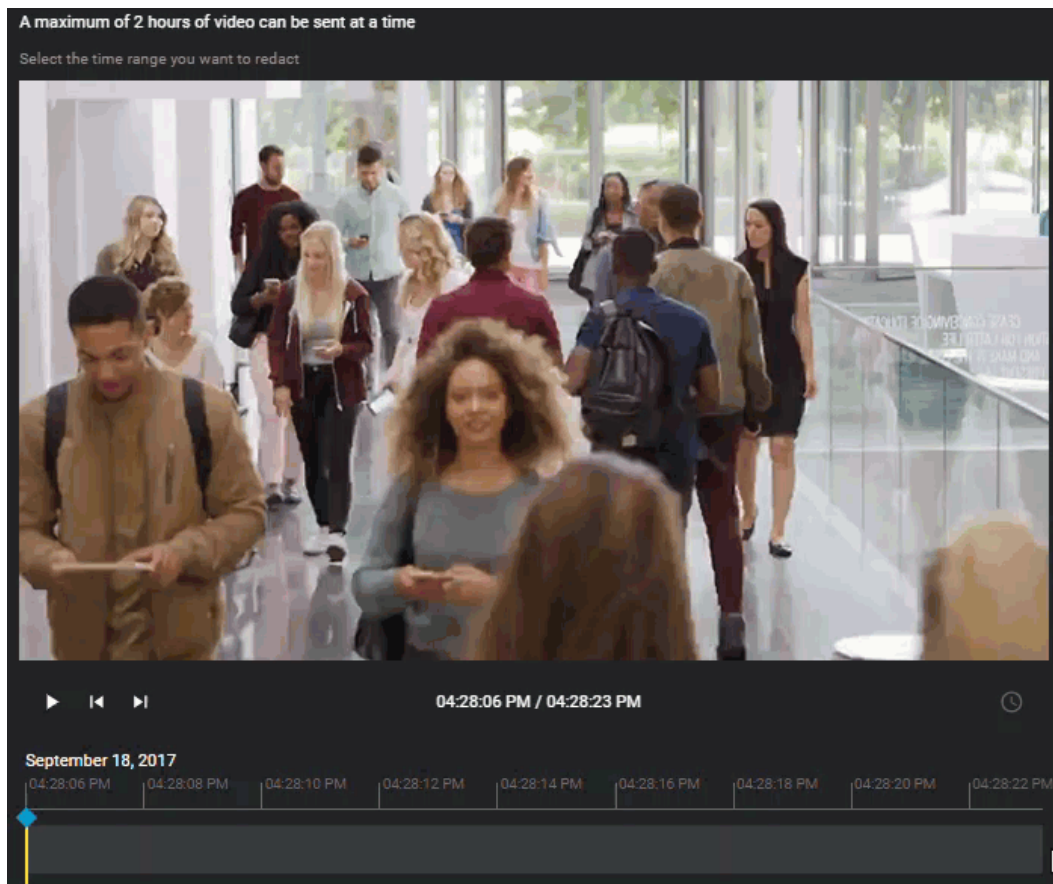 A maximum of 2 hours of video can be sent at a time
Select the time range you want to redact
04:28:06 PM / 04:28:23 PM
September 18, 2017
04:28:06 PM 04:28:08 PM 04:28:10 PM 04:28:12 PM 04:28:14 PM 04:28:16 PM 04:28:18 PM 04:28:20 PM 04:28:22 PM